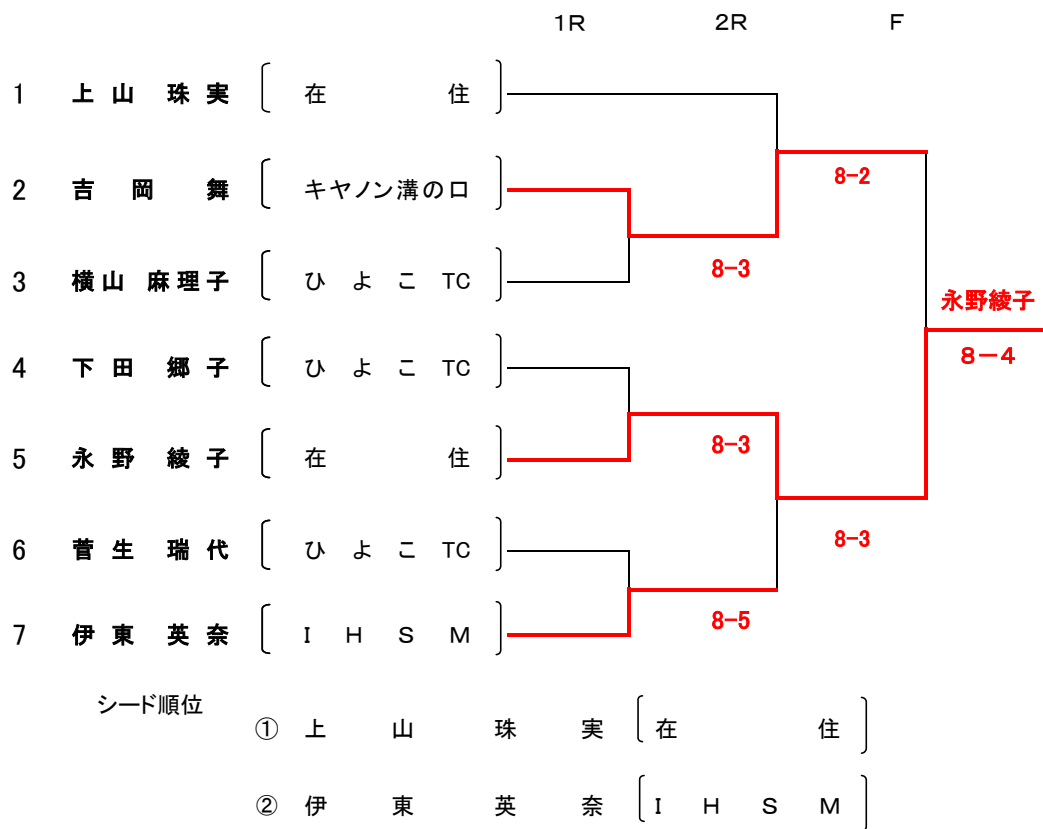 1R 2R F
1 上山 珠実 在 住
8-2
2 吉岡 舞 キヤノン溝の口
8-3
3 横山 麻理子 ひよこ TC
永野綾子
8-4
4 下田 郷子 ひよこ TC
8-3
5 永野 綾子 在 住
8-3
6 菅生 瑞代 ひよこ TC
8-5
7 伊東 英奈 I H S M
シード順位
① 上山珠実 在 住
② 伊東英奈 I H S M